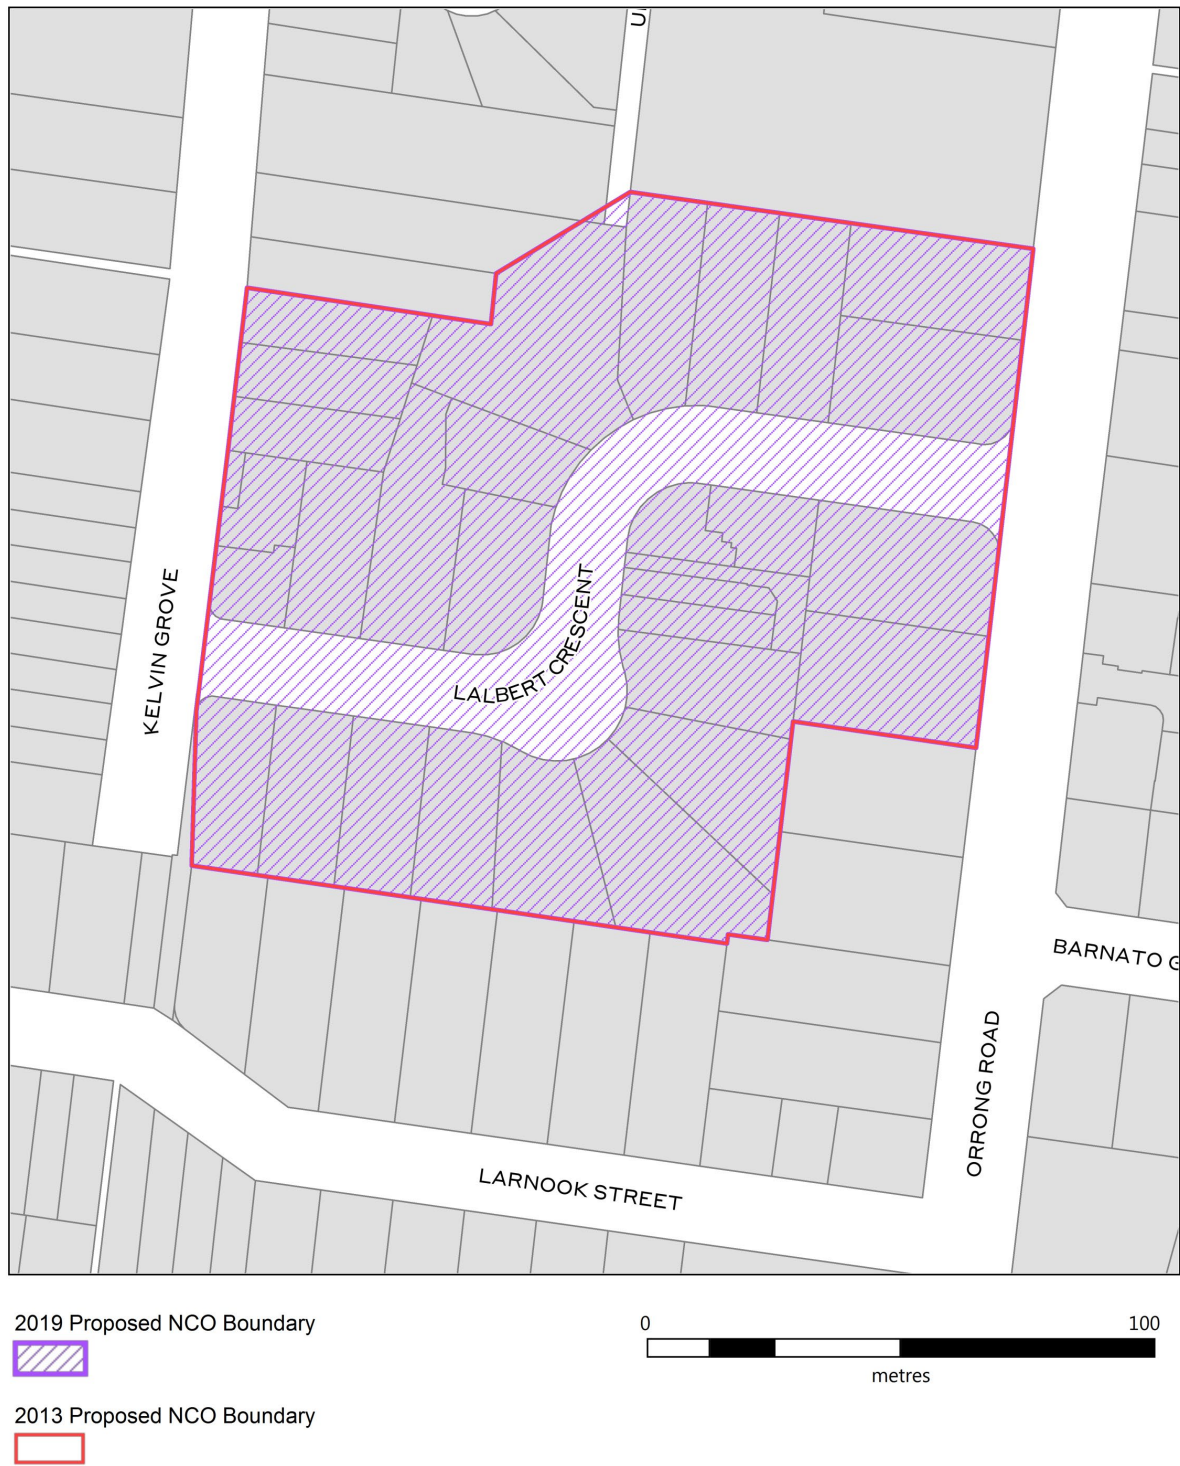 U
KELVIN GROVE
LALBERT CRESCENT
BARNATO G
ORRONG ROAD
LARNOOK STREET
2019 Proposed NCO Boundary
0 100
metres
2013 Proposed NCO Boundary